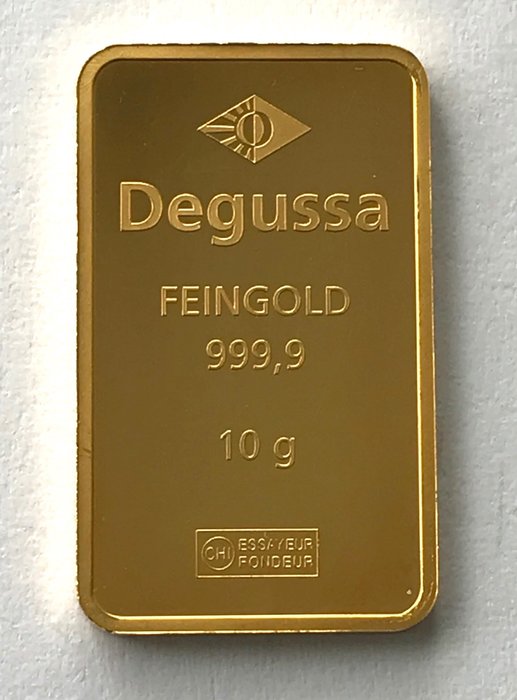 Degussa
FEINGOLD
999,9
10 g
CHI ESSAYEUR
FONDEUR